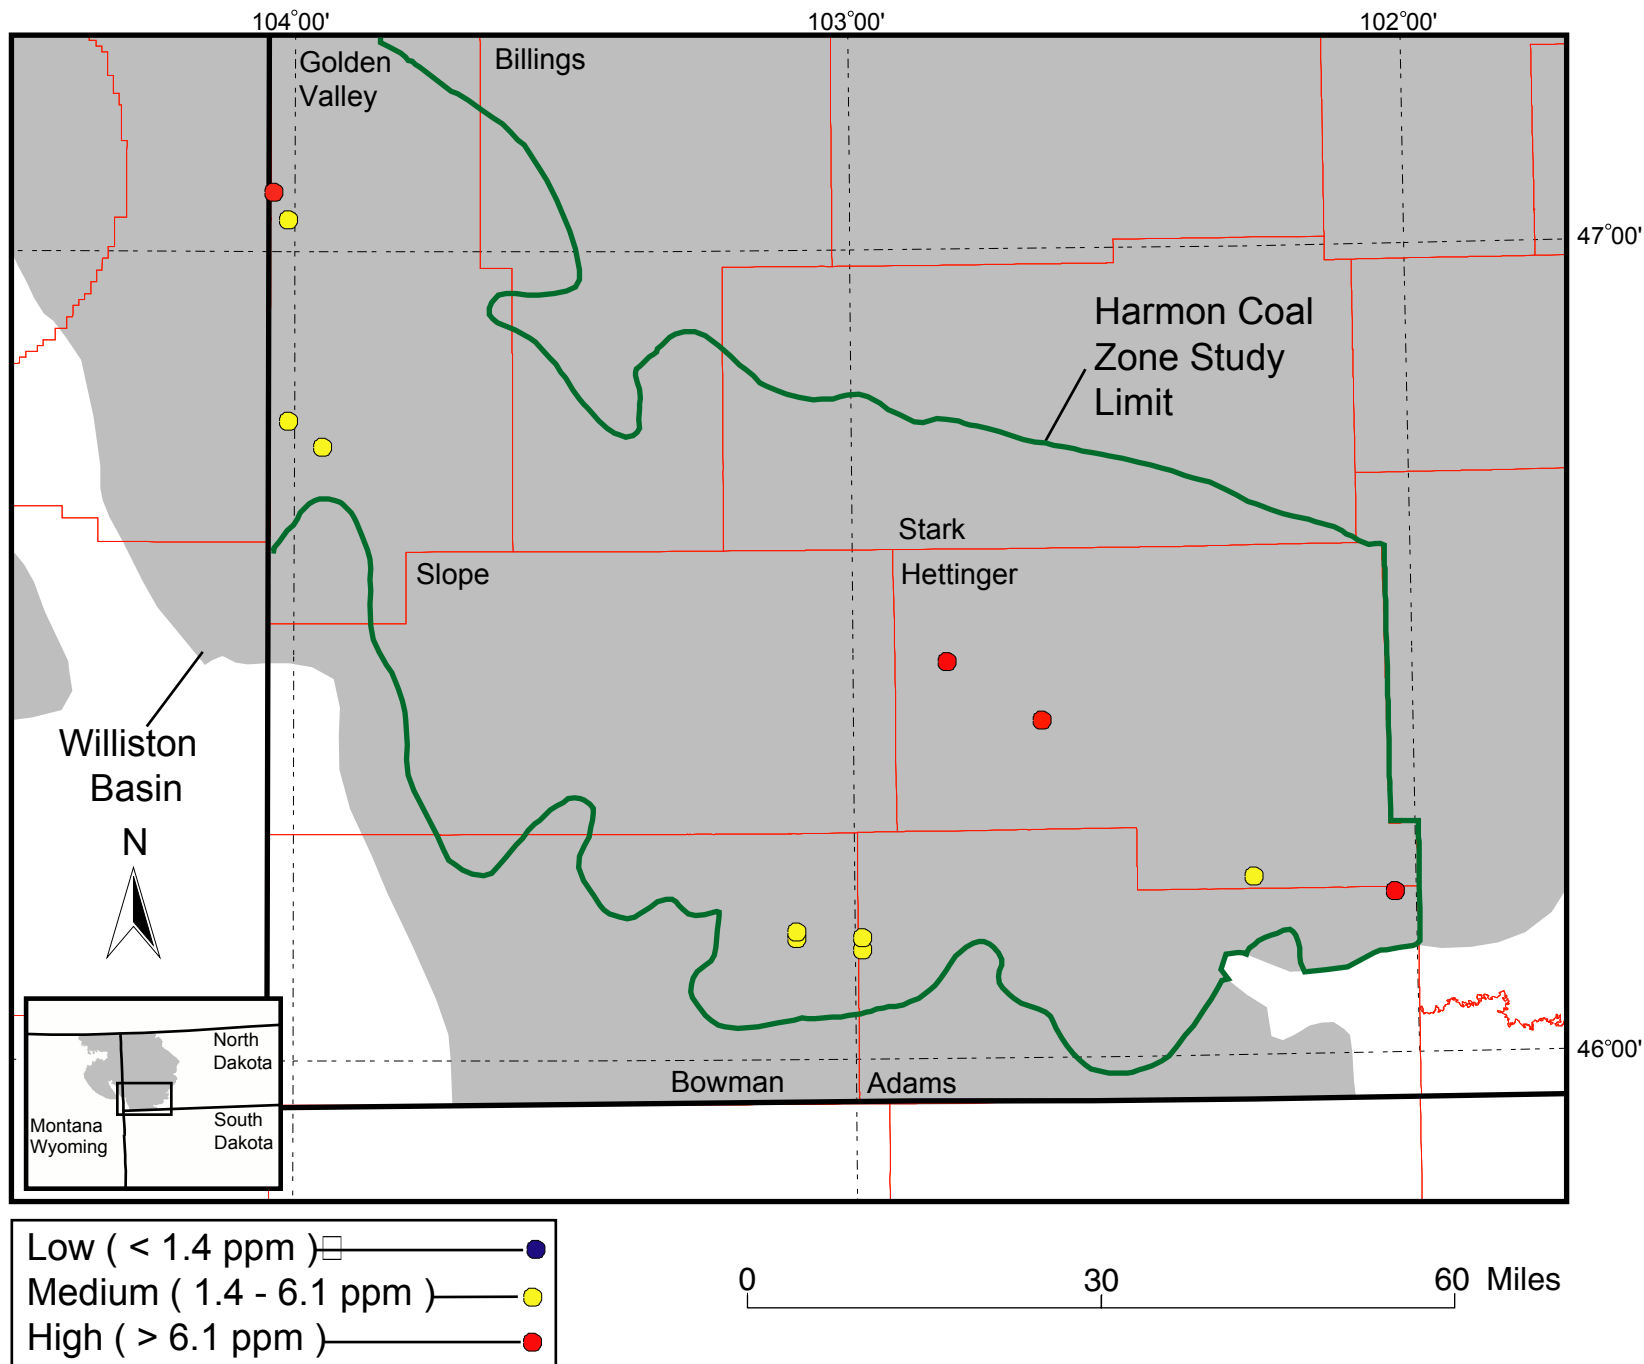 104°00'
103°00'
102°00'
Golden
Valley
Billings
47°00'
Harmon Coal
Zone Study
Limit
Stark
Slope
Hettinger
Williston
Basin
N
North
Dakota
Montana
Wyoming
South
Dakota
46°00'
Bowman
Adams
Low ( < 1.4 ppm )
Medium ( 1.4 - 6.1 ppm )
High ( > 6.1 ppm )
0 30 60 Miles